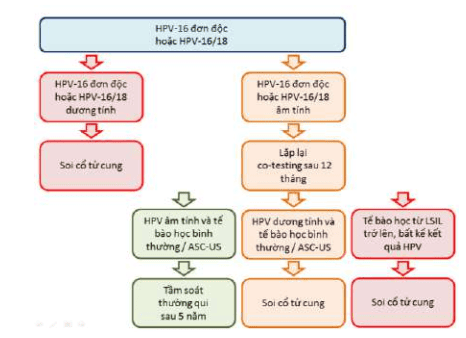 HPV-16 đơn độc
hoặc HPV-16/18
HPV-16 đơn độc
hoặc HPV-16/18
dương tính
HPV-16 đơn độc
hoặc HPV-16/18
âm tính
Soi cổ tử cung
Lặp lại
co-testing sau 12
tháng
HPV âm tính và tế
bào học bình
thường / ASC-US
HPV dương tính và
tế bào học bình
thường / ASC-US
Tế bào học từ LSIL
trở lên, bất kể kết
quả HPV
Tầm soát
thường qui
sau 5 năm
Soi cổ tử cung
Soi cổ tử cung